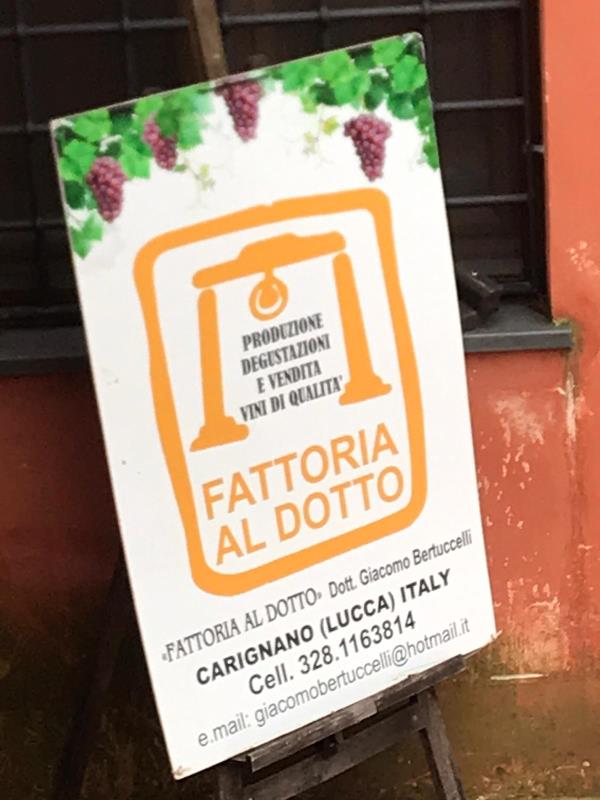 PRODUZIONE
DEGUSTAZIONI
E VENDITA
VINI DI QUALITA'
FATTORIA
AL DOTTO
«FATTORIA AL DOTTO» Dott. Giacomo Bertuccelli
CARIGNANO (LUCCA) ITALY
Cell. 328.1163814
e.mail: giacomobertuccelli@hotmail.it